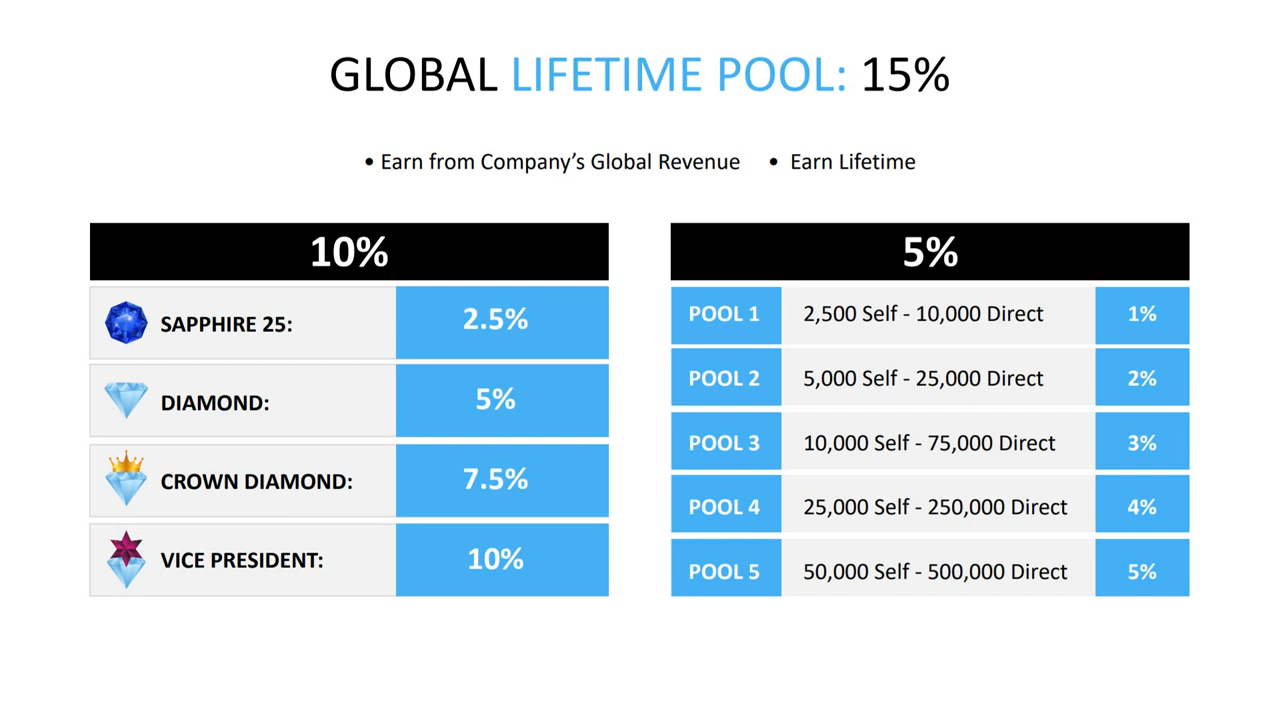 GLOBAL LIFETIME POOL: 15%
• Earn from Company’s Global Revenue • Earn Lifetime
10%
SAPPHIRE 25: 2.5%
DIAMOND: 5%
CROWN DIAMOND: 7.5%
VICE PRESIDENT: 10%
5%
POOL 1 2,500 Self - 10,000 Direct 1%
POOL 2 5,000 Self - 25,000 Direct 2%
POOL 3 10,000 Self - 75,000 Direct 3%
POOL 4 25,000 Self - 250,000 Direct 4%
POOL 5 50,000 Self - 500,000 Direct 5%